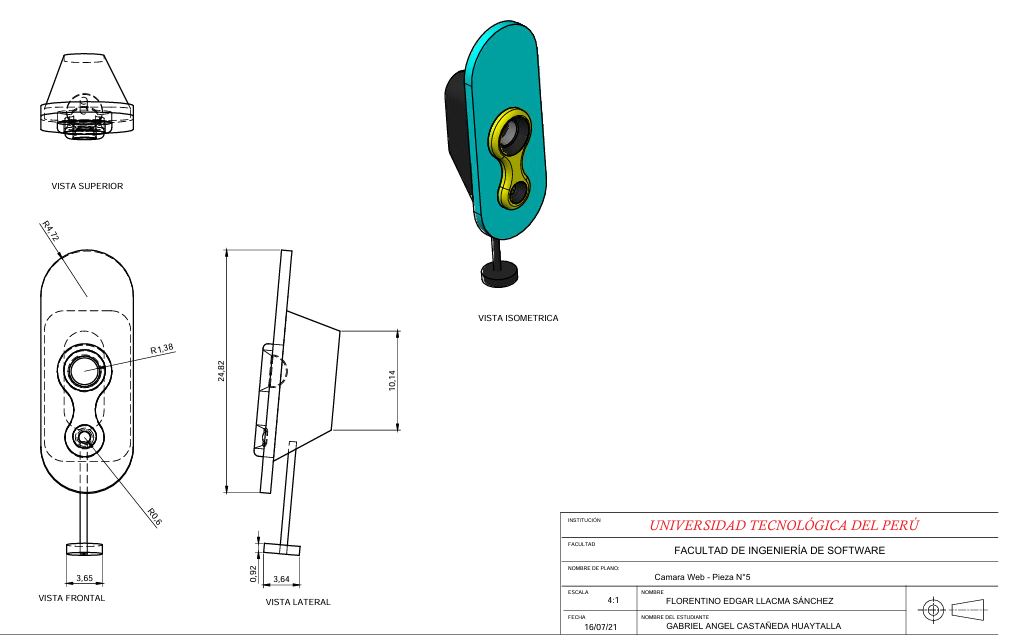 VISTA SUPERIOR
R4,72
R1,38
R0,6
3,65
VISTA FRONTAL
24,82
10,14
0,92
3,64
VISTA LATERAL
VISTA ISOMETRICA
INSTITUCIÓN
UNIVERSIDAD TECNOLÓGICA DEL PERÚ
FACULTAD
FACULTAD DE INGENIERÍA DE SOFTWARE
NOMBRE DE PLANO:
Camara Web - Pieza N°5
ESCALA
4:1
NOMBRE
FLORENTINO EDGAR LLACMA SÁNCHEZ
FECHA
16/07/21
NOMBRE DEL ESTUDIANTE
GABRIEL ANGEL CASTAÑEDA HUAYTALLA